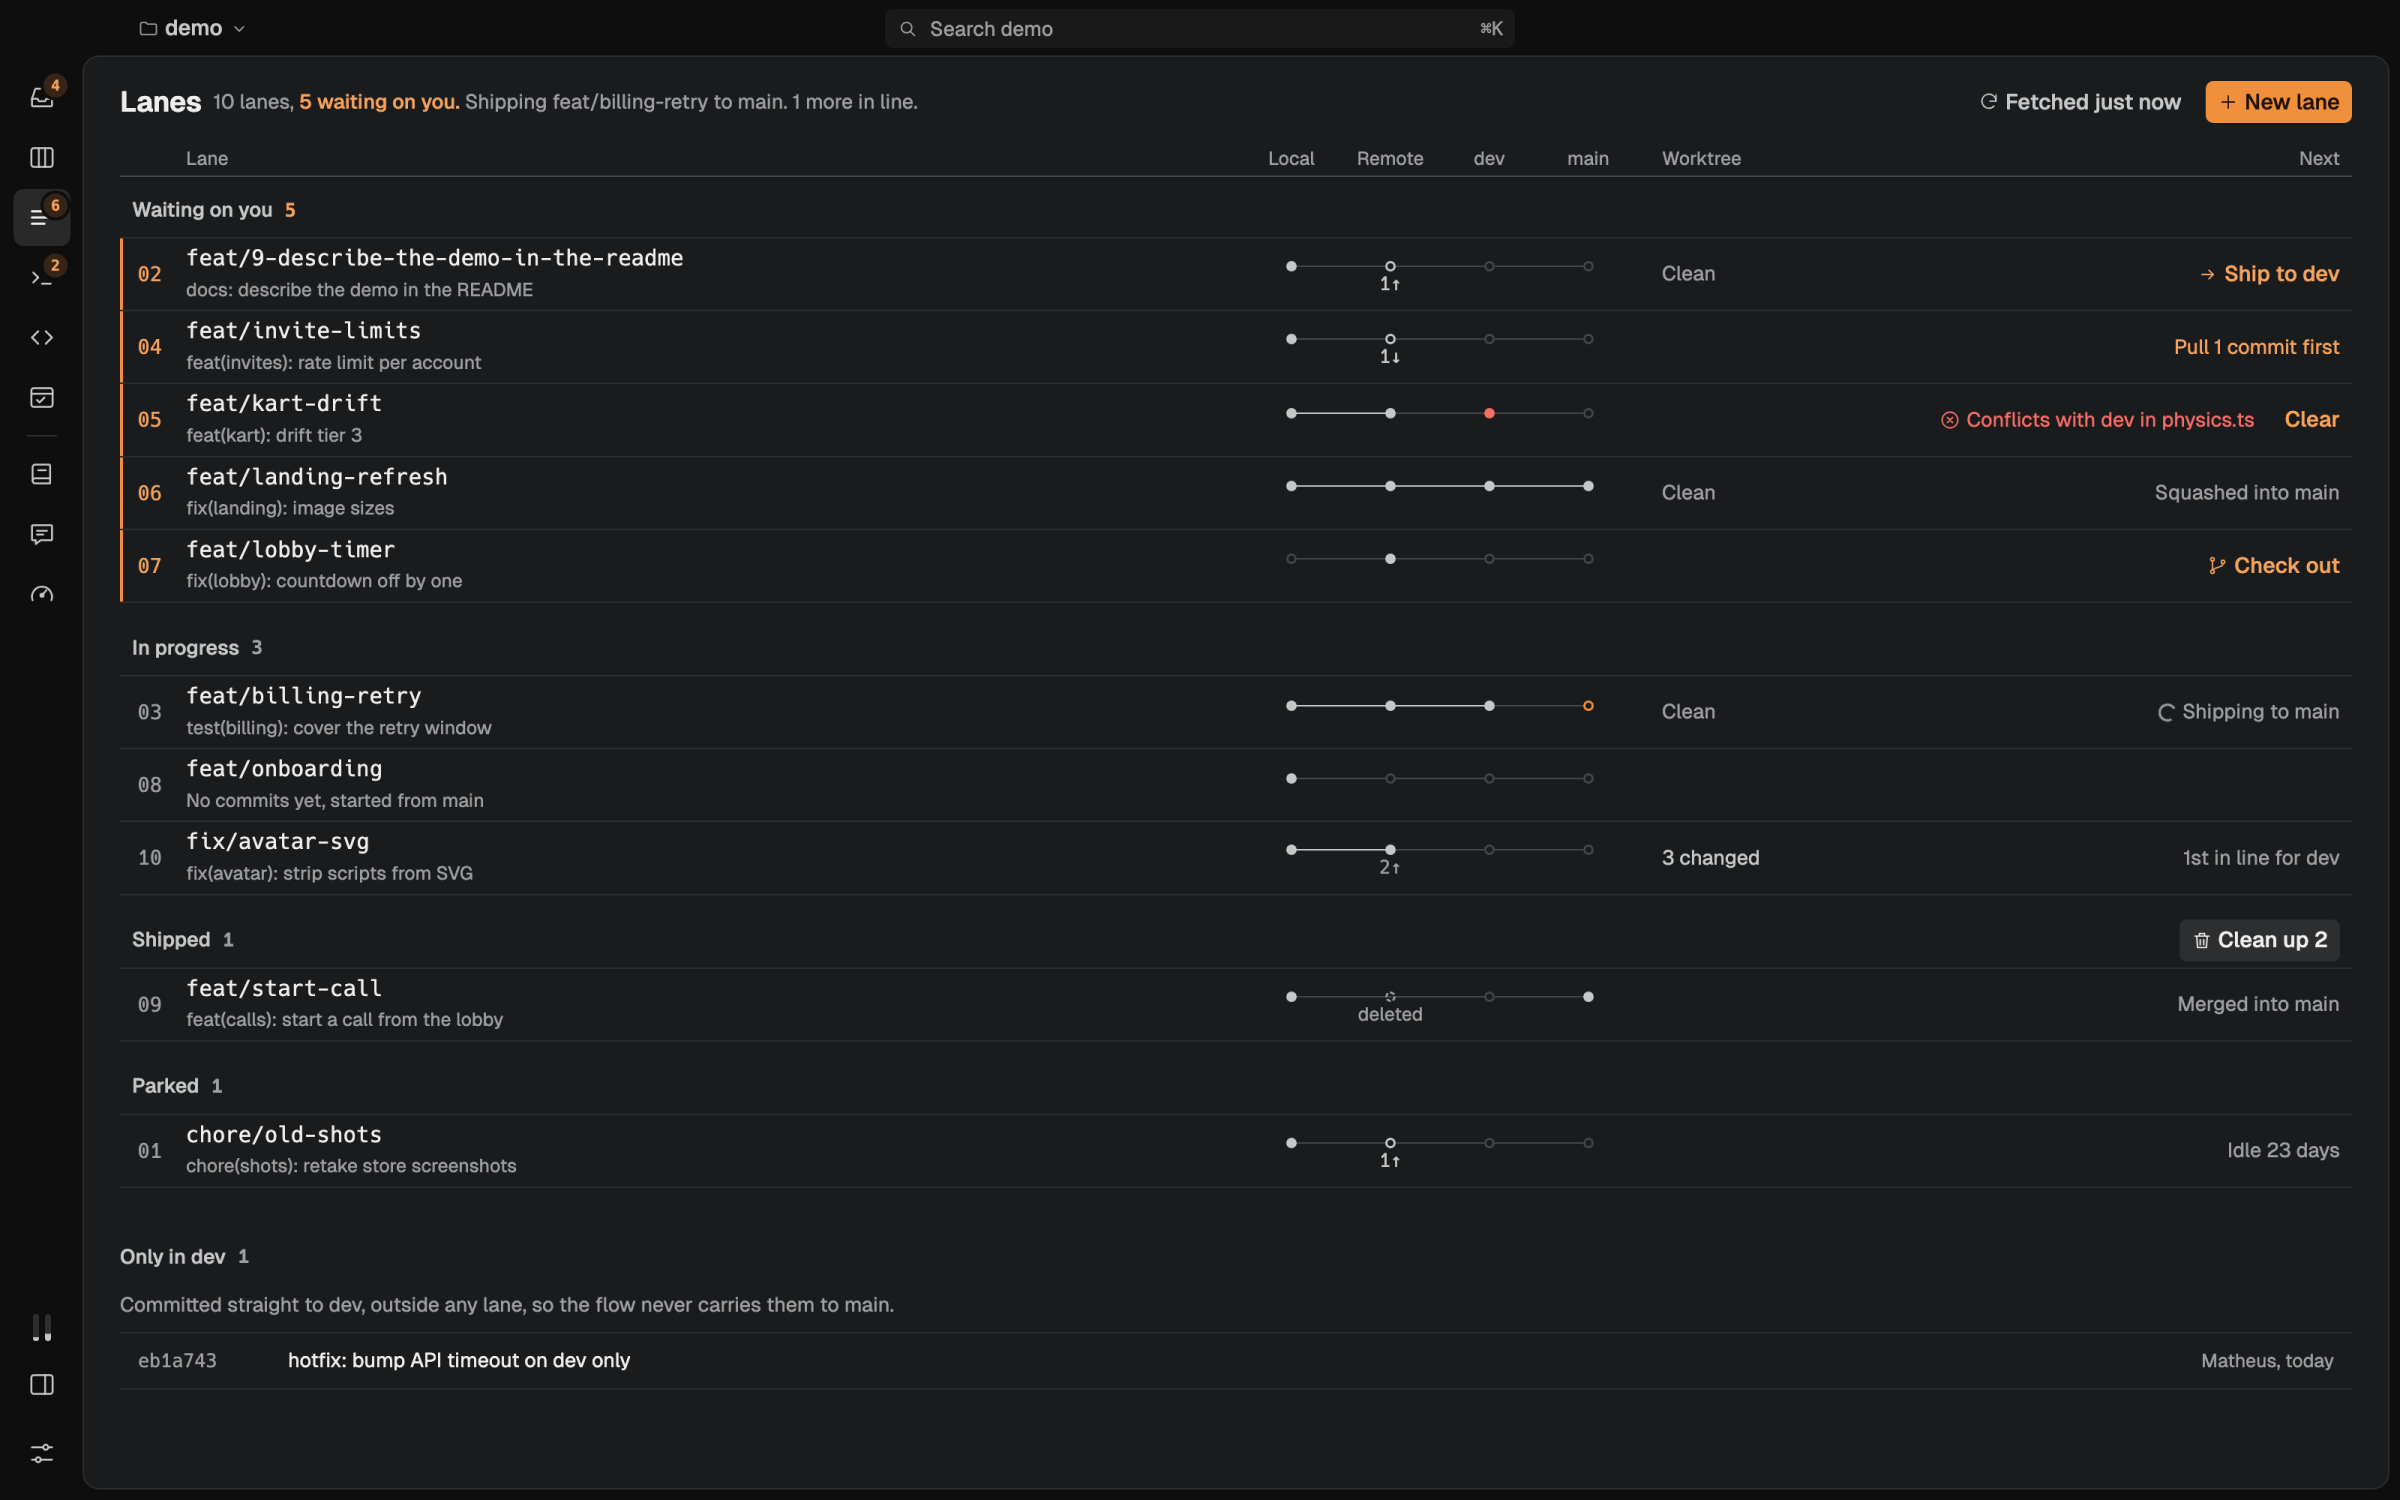 demo
Search demo ⌘K
4
6
2
Lanes 10 lanes, 5 waiting on you. Shipping feat/billing-retry to main. 1 more in line.
Fetched just now
+ New lane
Lane Local Remote dev main Worktree Next
Waiting on you 5
02 feat/9-describe-the-demo-in-the-readme
docs: describe the demo in the README
1↑
Clean
→ Ship to dev
04 feat/invite-limits
feat(invites): rate limit per account
1↓
Pull 1 commit first
05 feat/kart-drift
feat(kart): drift tier 3
Conflicts with dev in physics.ts Clear
06 feat/landing-refresh
fix(landing): image sizes
Clean
Squashed into main
07 feat/lobby-timer
fix(lobby): countdown off by one
Check out
In progress 3
03 feat/billing-retry
test(billing): cover the retry window
Clean
Shipping to main
08 feat/onboarding
No commits yet, started from main
10 fix/avatar-svg
fix(avatar): strip scripts from SVG
2↑
3 changed
1st in line for dev
Shipped 1
Clean up 2
09 feat/start-call
feat(calls): start a call from the lobby
deleted
Merged into main
Parked 1
01 chore/old-shots
chore(shots): retake store screenshots
1↑
Idle 23 days
Only in dev 1
Committed straight to dev, outside any lane, so the flow never carries them to main.
eb1a743 hotfix: bump API timeout on dev only Matheus, today